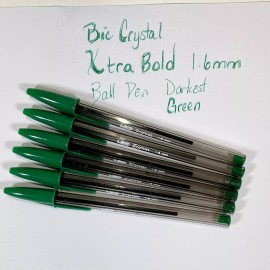 Bic Crystal
Xtra Bold 1.6mm
Ball Pen Darkest
Green